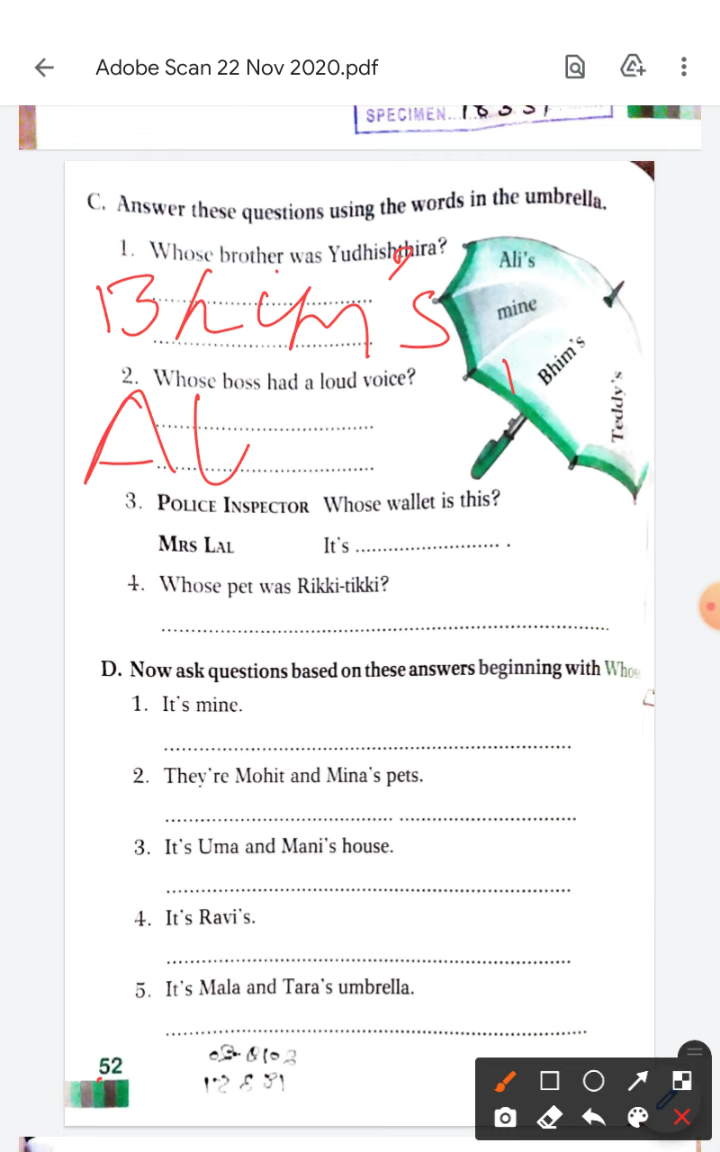 Adobe Scan 22 Nov 2020.pdf
SPECIMEN...18331
C. Answer these questions using the words in the umbrella.
1. Whose brother was Yudhishthira?
Bhim's
2. Whose boss had a loud voice?
3. POLICE INSPECTOR Whose wallet is this?
MRS LAL It's .............................. .
4. Whose pet was Rikki-tikki?
Ali's
mine
Bhim's
Teddy's
D. Now ask questions based on these answers beginning with
1. It's mine.
2. They're Mohit and Mina's pets.
3. It's Uma and Mani's house.
4. It's Ravi's.
5. It's Mala and Tara's umbrella.
52